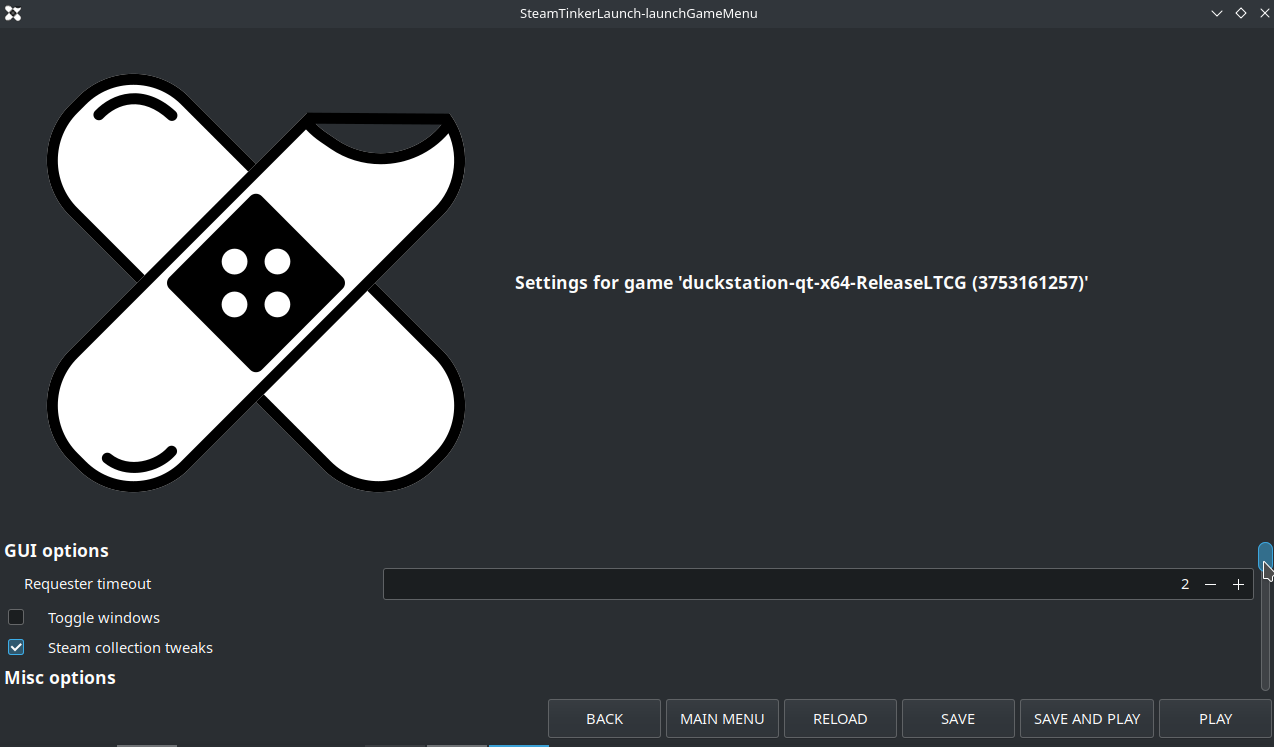 SteamTinkerLaunch-launchGameMenu
Settings for game 'duckstation-qt-x64-ReleaseLTCG (3753161257)'
GUI options
Requester timeout 2
Toggle windows
Steam collection tweaks
Misc options
BACK MAIN MENU RELOAD SAVE SAVE AND PLAY PLAY